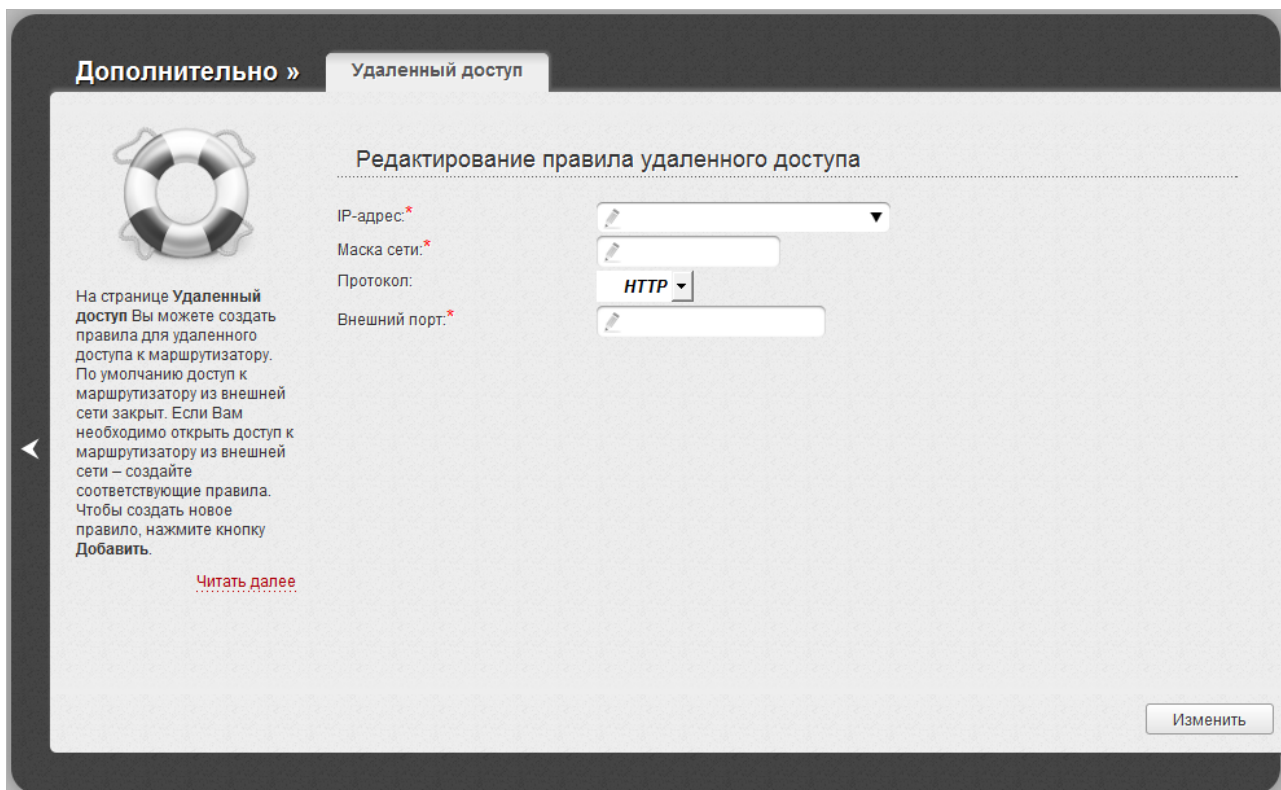 Дополнительно »
Удаленный доступ
На странице Удаленный
доступ Вы можете создать
правила для удаленного
доступа к маршрутизатору.
По умолчанию доступ к
маршрутизатору из внешней
сети закрыт. Если Вам
необходимо открыть доступ к
маршрутизатору из внешней
сети – создайте
соответствующие правила.
Чтобы создать новое
правило, нажмите кнопку
Добавить.
Читать далее
Редактирование правила удаленного доступа
IP-адрес:*
Маска сети:*
Протокол: HTTP
Внешний порт:*
Изменить